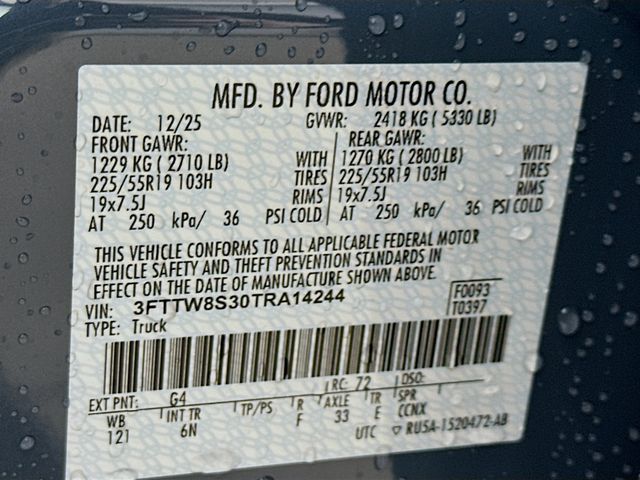 MFD. BY FORD MOTOR CO.
DATE: 12/25 GVWR: 2418 KG ( 5330 LB)
FRONT GAWR: REAR GAWR:
1229 KG ( 2710 LB) WITH 1270 KG ( 2800 LB) WITH
225/55R19 103H TIRES 225/55R19 103H TIRES
19x7.5J RIMS 19x7.5J RIMS
AT 250 kPa/ 36 PSI COLD AT 250 kPa/ 36 PSI COLD
THIS VEHICLE CONFORMS TO ALL APPLICABLE FEDERAL MOTOR
VEHICLE SAFETY AND THEFT PREVENTION STANDARDS IN
EFFECT ON THE DATE OF MANUFACTURE SHOWN ABOVE.
VIN: 3FTTW8S30TRA14244 F0093
TYPE: Truck T0397
EXT PNT: G4 RC: 72 DSO:
WB INT TR TP/PS R AXLE TR SPR
121 6N F 33 E CCNX
UTC ▽ RU5A-1520472-AB